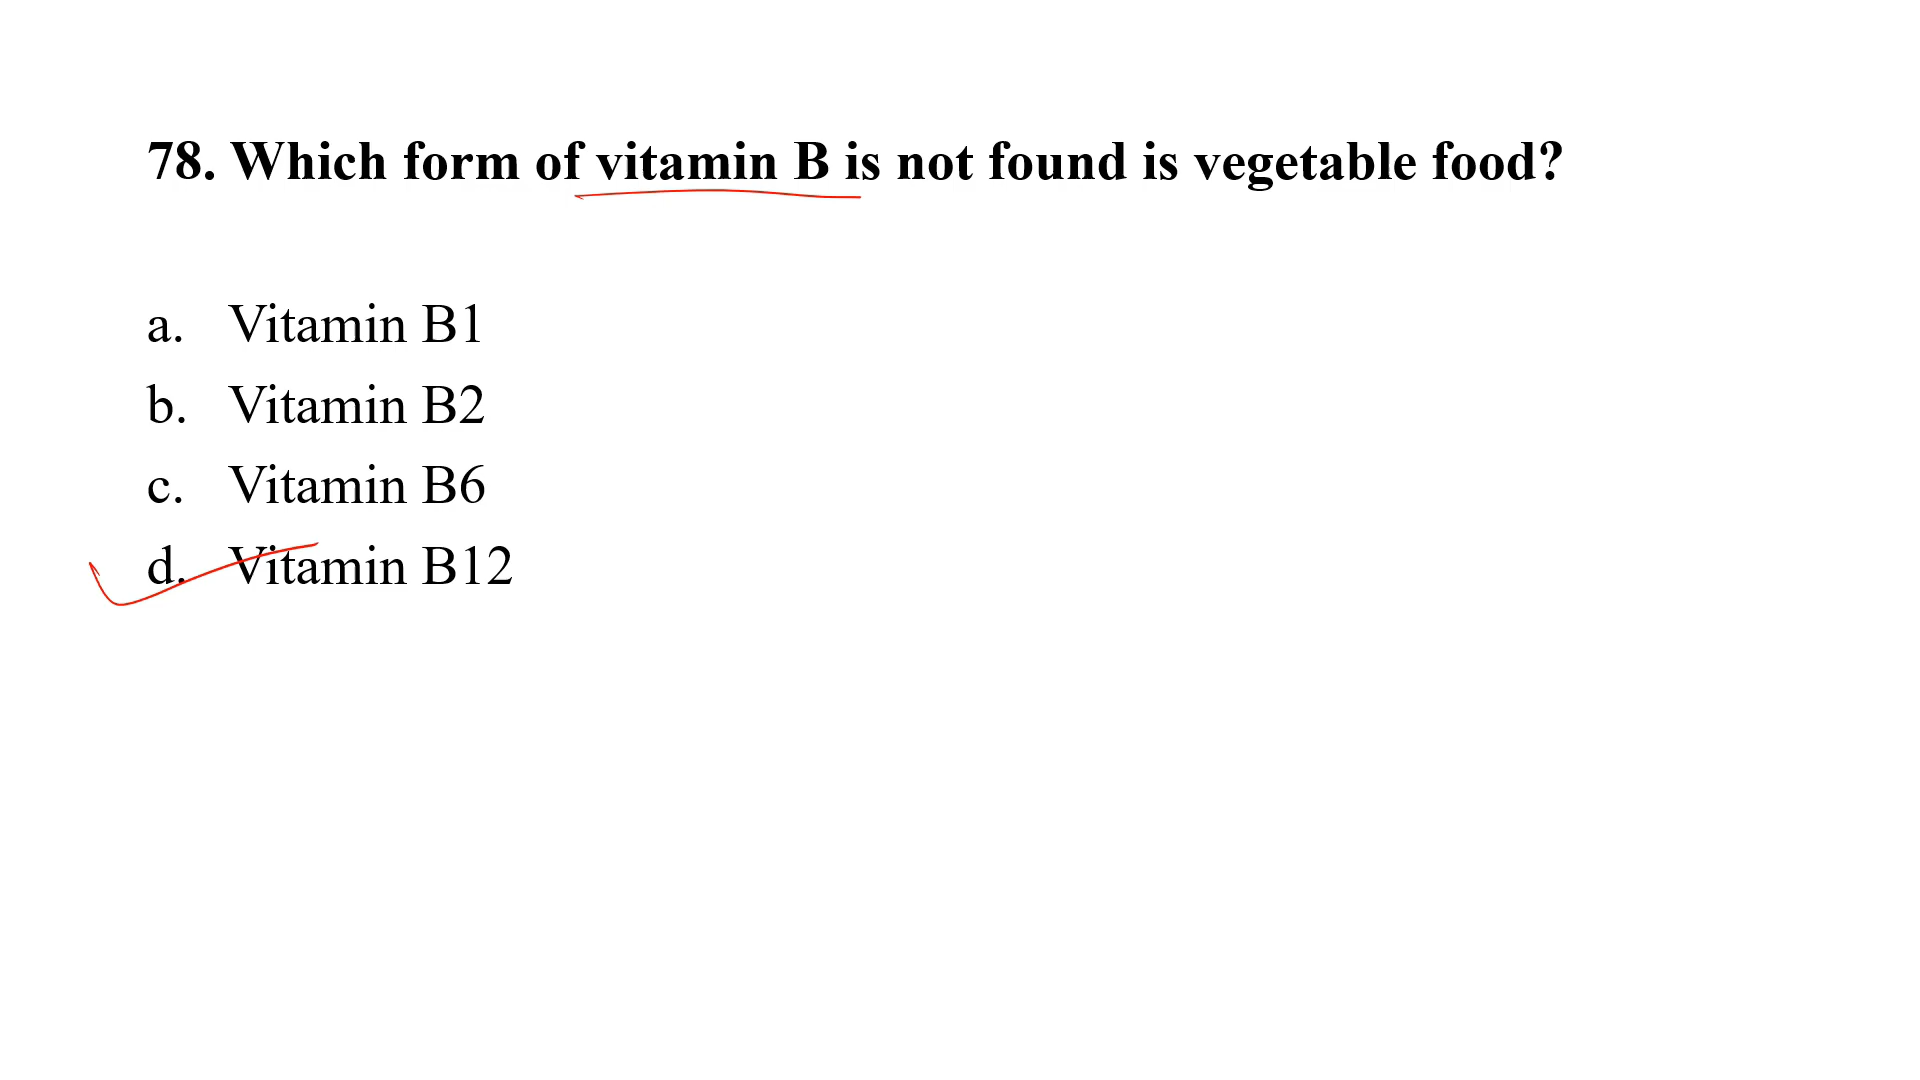 78. Which form of vitamin B is not found is vegetable food?
a. Vitamin B1
b. Vitamin B2
c. Vitamin B6
d. Vitamin B12